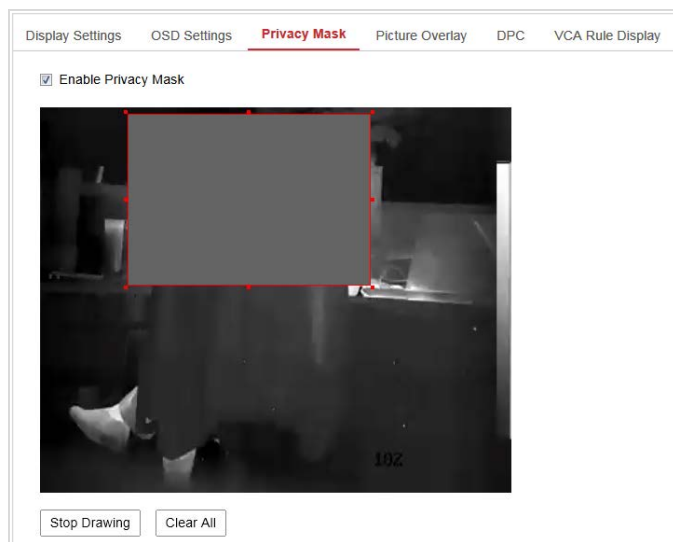 Display Settings OSD Settings Privacy Mask Picture Overlay DPC VCA Rule Display
Enable Privacy Mask
Stop Drawing Clear All